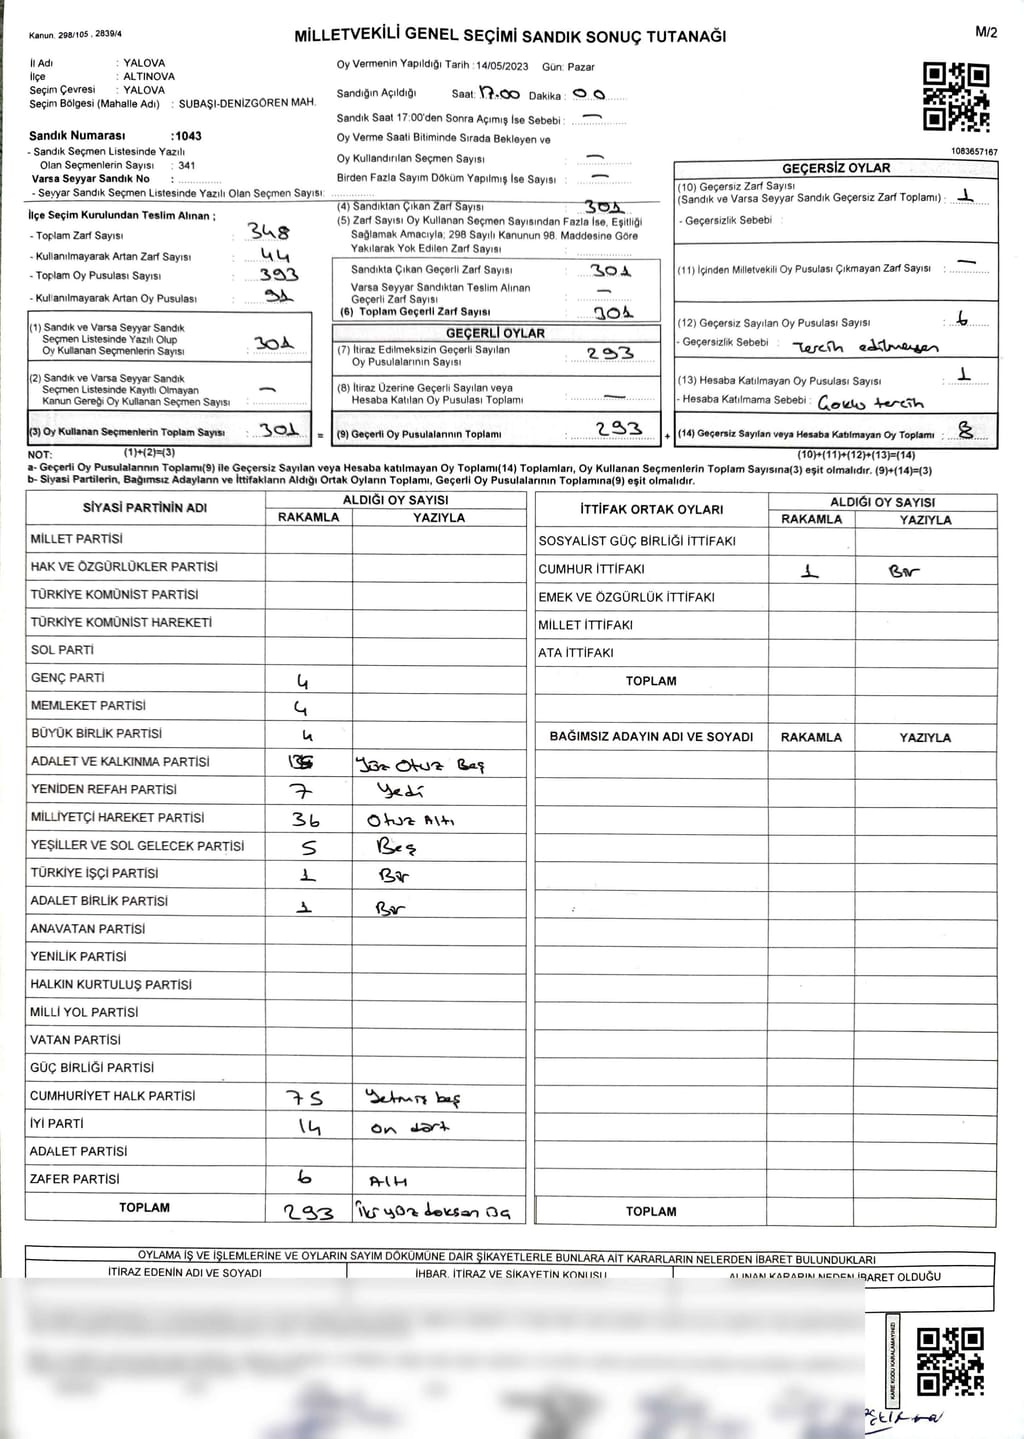 Kanun. 298/105 , 2839/4
MİLLETVEKİLİ GENEL SEÇİMİ SANDIK SONUÇ TUTANAĞI
M/2
İl Adı : YALOVA
İlçe : ALTINOVA
Seçim Çevresi : YALOVA
Seçim Bölgesi (Mahalle Adı) : SUBAŞI-DENİZGÖREN MAH.
Sandık Numarası :1043
- Sandık Seçmen Listesinde Yazılı
Olan Seçmenlerin Sayısı : 341
Varsa Seyyar Sandık No :
- Seyyar Sandık Seçmen Listesinde Yazılı Olan Seçmen Sayısı:
Oy Vermenin Yapıldığı Tarih :14/05/2023 Gün: Pazar
Sandığın Açıldığı Saat: 17.00 Dakika : 00
Sandık Saat 17:00'den Sonra Açımış İse Sebebi : —
Oy Verme Saati Bitiminde Sırada Bekleyen ve
Oy Kullandırılan Seçmen Sayısı : —
Birden Fazla Sayım Döküm Yapılmış İse Sayısı : —
1083657167
İlçe Seçim Kurulundan Teslim Alınan ;
- Toplam Zarf Sayısı : 348
- Kullanılmayarak Artan Zarf Sayısı : 44
- Toplam Oy Pusulası Sayısı : 393
- Kullanılmayarak Artan Oy Pusulası : 91
(1) Sandık ve Varsa Seyyar Sandık
Seçmen Listesinde Yazılı Olup
Oy Kullanan Seçmenlerin Sayısı : 301
(2) Sandık ve Varsa Seyyar Sandık
Seçmen Listesinde Kayıtlı Olmayan
Kanun Gereği Oy Kullanan Seçmen Sayısı : —
(3) Oy Kullanan Seçmenlerin Toplam Sayısı : 301 =
(4) Sandıktan Çıkan Zarf Sayısı : 301
(5) Zarf Sayısı Oy Kullanan Seçmen Sayısından Fazla İse, Eşitliği
Sağlamak Amacıyla; 298 Sayılı Kanunun 98. Maddesine Göre
Yakılarak Yok Edilen Zarf Sayısı :
Sandıkta Çıkan Geçerli Zarf Sayısı : 301
Varsa Seyyar Sandıktan Teslim Alınan
Geçerli Zarf Sayısı : —
(6) Toplam Geçerli Zarf Sayısı : 301
GEÇERLİ OYLAR
(7) İtiraz Edilmeksizin Geçerli Sayılan
Oy Pusulalarının Sayısı : 293
(8) İtiraz Üzerine Geçerli Sayılan veya
Hesaba Katılan Oy Pusulası Toplamı : —
(9) Geçerli Oy Pusulalarının Toplamı : 293 +
GEÇERSİZ OYLAR
(10) Geçersiz Zarf Sayısı
(Sandık ve Varsa Seyyar Sandık Geçersiz Zarf Toplamı) : 1
- Geçersizlik Sebebi :
(11) İçinden Milletvekili Oy Pusulası Çıkmayan Zarf Sayısı : —
(12) Geçersiz Sayılan Oy Pusulası Sayısı : 6
- Geçersizlik Sebebi : Tercih edilmeyen
(13) Hesaba Katılmayan Oy Pusulası Sayısı : 1
- Hesaba Katılmama Sebebi : Çoklu tercih
(14) Geçersiz Sayılan veya Hesaba Katılmayan Oy Toplamı : 8
NOT: (1)+(2)=(3) (10)+(11)+(12)+(13)=(14)
a- Geçerli Oy Pusulalarının Toplamı(9) ile Geçersiz Sayılan veya Hesaba katılmayan Oy Toplamı(14) Toplamları, Oy Kullanan Seçmenlerin Toplam Sayısına(3) eşit olmalıdır. (9)+(14)=(3)
b- Siyasi Partilerin, Bağımsız Adayların ve İttifakların Aldığı Ortak Oyların Toplamı, Geçerli Oy Pusulalarının Toplamına(9) eşit olmalıdır.
SİYASİ PARTİNİN ADI ALDIĞI OY SAYISI
RAKAMLA YAZIYLA
MİLLET PARTİSİ
HAK VE ÖZGÜRLÜKLER PARTİSİ
TÜRKİYE KOMÜNİST PARTİSİ
TÜRKİYE KOMÜNİST HAREKETİ
SOL PARTİ
GENÇ PARTİ 4
MEMLEKET PARTİSİ 4
BÜYÜK BİRLİK PARTİSİ 4
ADALET VE KALKINMA PARTİSİ 135 Yüz Otuz Beş
YENİDEN REFAH PARTİSİ 7 Yedi
MİLLİYETÇİ HAREKET PARTİSİ 36 Otuz Altı
YEŞİLLER VE SOL GELECEK PARTİSİ 5 Beş
TÜRKİYE İŞÇİ PARTİSİ 1 Bir
ADALET BİRLİK PARTİSİ 1 Bir
ANAVATAN PARTİSİ
YENİLİK PARTİSİ
HALKIN KURTULUŞ PARTİSİ
MİLLİ YOL PARTİSİ
VATAN PARTİSİ
GÜÇ BİRLİĞİ PARTİSİ
CUMHURİYET HALK PARTİSİ 75 Yetmiş beş
İYİ PARTİ 14 on dört
ADALET PARTİSİ
ZAFER PARTİSİ 6 Altı
TOPLAM 293 İki yüz doksan üç
İTTİFAK ORTAK OYLARI ALDIĞI OY SAYISI
RAKAMLA YAZIYLA
SOSYALİST GÜÇ BİRLİĞİ İTTİFAKI
CUMHUR İTTİFAKI 1 Bir
EMEK VE ÖZGÜRLÜK İTTİFAKI
MİLLET İTTİFAKI
ATA İTTİFAKI
TOPLAM
BAĞIMSIZ ADAYIN ADI VE SOYADI RAKAMLA YAZIYLA
TOPLAM
OYLAMA İŞ VE İŞLEMLERİNE VE OYLARIN SAYIM DÖKÜMÜNE DAİR ŞİKAYETLERLE BUNLARA AİT KARARLARIN NELERDEN İBARET BULUNDUKLARI
İTİRAZ EDENİN ADI VE SOYADI İHBAR, İTİRAZ VE ŞİKAYETİN KONUSU ALINAN KARARIN NEDEN İBARET OLDUĞU
KARE KODU KARALAMAYINIZ!